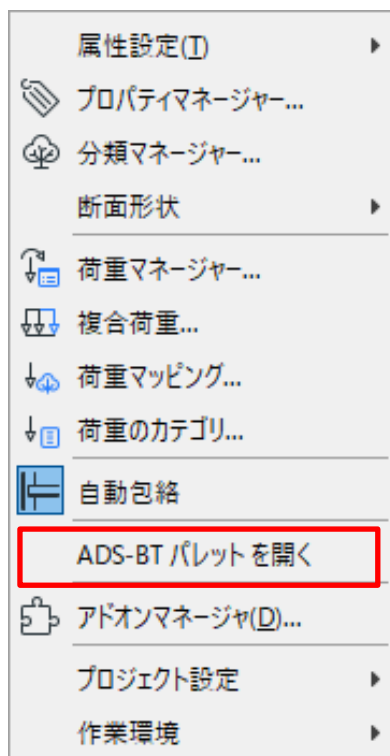 属性設定(T)
プロパティマネージャー...
分類マネージャー...
断面形状
荷重マネージャー...
複合荷重...
荷重マッピング...
荷重のカテゴリ...
自動包絡
ADS-BT パレット を開く
アドオンマネージャ(D)...
プロジェクト設定
作業環境